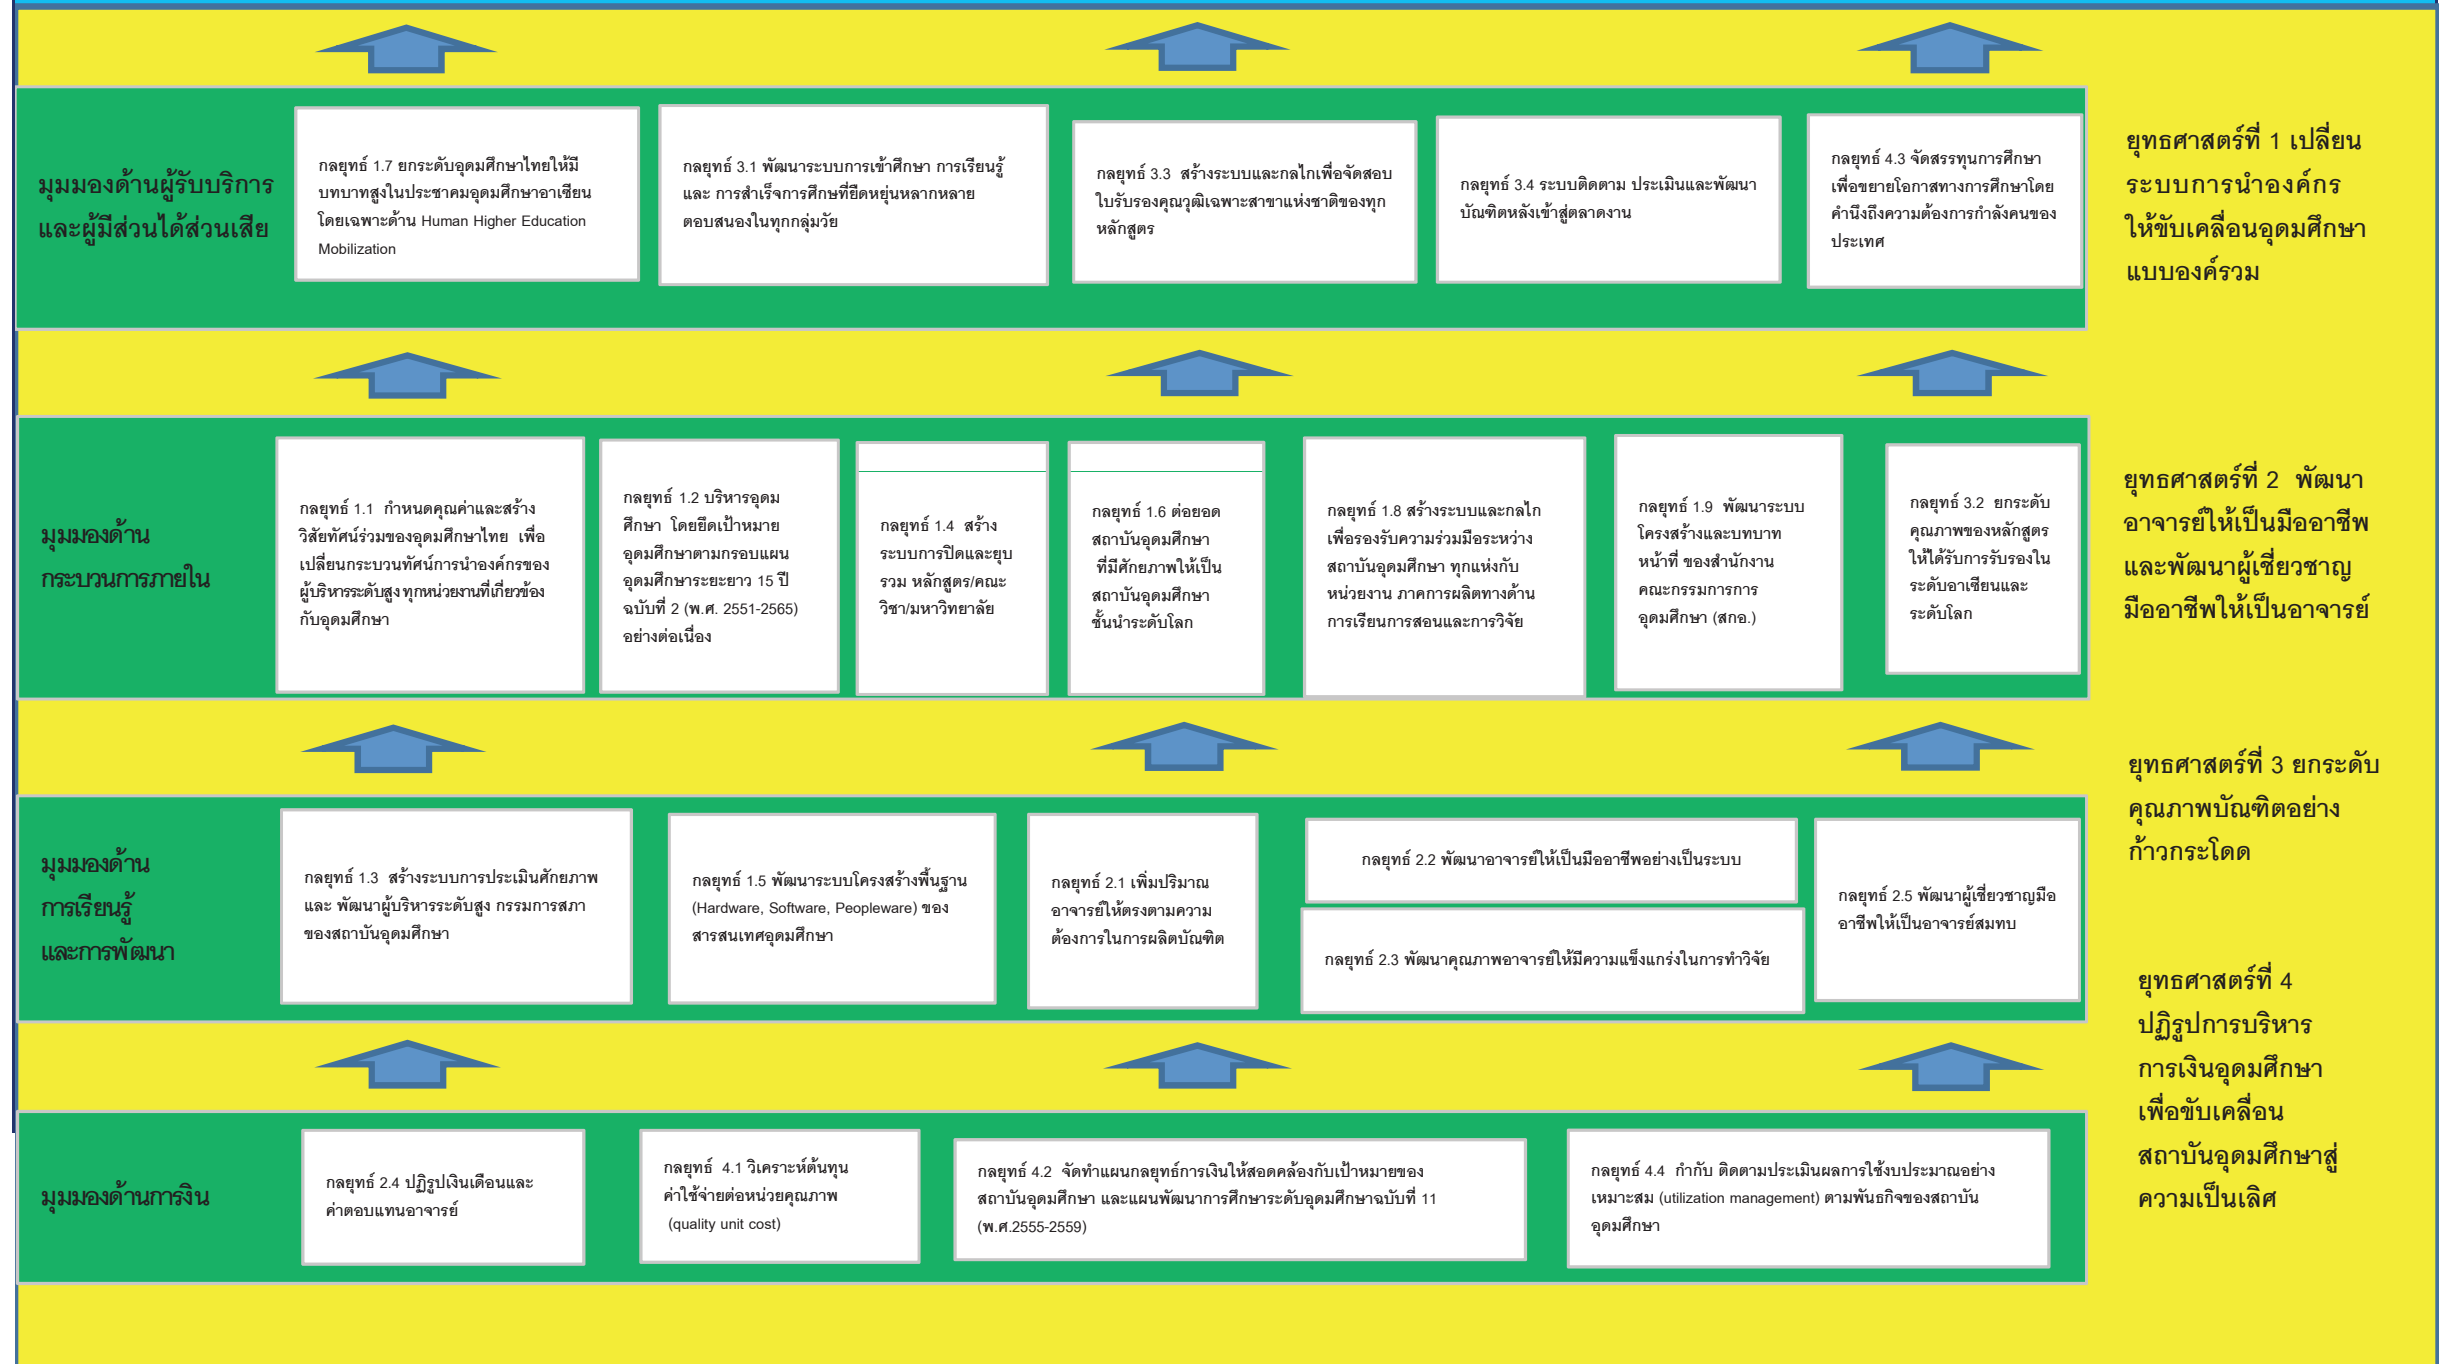 มุมมองด้านผู้รับบริการ
และผู้มีส่วนได้ส่วนเสีย
กลยุทธ์ 1.7 ยกระดับอุดมศึกษาไทยให้มี
บทบาทสูงในประชาคมอุดมศึกษาอาเซียน
โดยเฉพาะด้าน Human Higher Education
Mobilization
กลยุทธ์ 3.1 พัฒนาระบบการเข้าศึกษา การเรียนรู้
และ การสำเร็จการศึกษาที่ยืดหยุ่นหลากหลาย
ตอบสนองในทุกกลุ่มวัย
กลยุทธ์ 3.3 สร้างระบบและกลไกเพื่อจัดสอบ
ใบรับรองคุณวุฒิเฉพาะสาขาแห่งชาติของทุก
หลักสูตร
กลยุทธ์ 3.4 ระบบติดตาม ประเมินและพัฒนา
บัณฑิตหลังเข้าสู่ตลาดงาน
กลยุทธ์ 4.3 จัดสรรทุนการศึกษา
เพื่อขยายโอกาสทางการศึกษาโดย
คำนึงถึงความต้องการกำลังคนของ
ประเทศ
ยุทธศาสตร์ที่ 1 เปลี่ยน
ระบบการนำองค์กร
ให้ขับเคลื่อนอุดมศึกษา
แบบองค์รวม
มุมมองด้าน
กระบวนการภายใน
กลยุทธ์ 1.1 กำหนดคุณค่าและสร้าง
วิสัยทัศน์ร่วมของอุดมศึกษาไทย เพื่อ
เปลี่ยนกระบวนทัศน์การนำองค์กรของ
ผู้บริหารระดับสูง ทุกหน่วยงานที่เกี่ยวข้อง
กับอุดมศึกษา
กลยุทธ์ 1.2 บริหารอุดม
ศึกษา โดยยึดเป้าหมาย
อุดมศึกษาตามกรอบแผน
อุดมศึกษาระยะยาว 15 ปี
ฉบับที่ 2 (พ.ศ. 2551-2565)
อย่างต่อเนื่อง
กลยุทธ์ 1.4 สร้าง
ระบบการปิดและยุบ
รวม หลักสูตร/คณะ
วิชา/มหาวิทยาลัย
กลยุทธ์ 1.6 ต่อยอด
สถาบันอุดมศึกษา
ที่มีศักยภาพให้เป็น
สถาบันอุดมศึกษา
ชั้นนำระดับโลก
กลยุทธ์ 1.8 สร้างระบบและกลไก
เพื่อรองรับความร่วมมือระหว่าง
สถาบันอุดมศึกษา ทุกแห่งกับ
หน่วยงาน ภาคการผลิตทางด้าน
การเรียนการสอนและการวิจัย
กลยุทธ์ 1.9 พัฒนาระบบ
โครงสร้างและบทบาท
หน้าที่ ของสำนักงาน
คณะกรรมการการ
อุดมศึกษา (สกอ.)
กลยุทธ์ 3.2 ยกระดับ
คุณภาพของหลักสูตร
ให้ได้รับการรับรองใน
ระดับอาเซียนและ
ระดับโลก
ยุทธศาสตร์ที่ 2 พัฒนา
อาจารย์ให้เป็นมืออาชีพ
และพัฒนาผู้เชี่ยวชาญ
มืออาชีพให้เป็นอาจารย์
มุมมองด้าน
การเรียนรู้
และการพัฒนา
กลยุทธ์ 1.3 สร้างระบบการประเมินศักยภาพ
และ พัฒนาผู้บริหารระดับสูง กรรมการสภา
ของสถาบันอุดมศึกษา
กลยุทธ์ 1.5 พัฒนาระบบโครงสร้างพื้นฐาน
(Hardware, Software, Peopleware) ของ
สารสนเทศอุดมศึกษา
กลยุทธ์ 2.1 เพิ่มปริมาณ
อาจารย์ให้ตรงตามความ
ต้องการในการผลิตบัณฑิต
กลยุทธ์ 2.2 พัฒนาอาจารย์ให้เป็นมืออาชีพอย่างเป็นระบบ
กลยุทธ์ 2.3 พัฒนาคุณภาพอาจารย์ให้มีความแข็งแกร่งในการทำวิจัย
กลยุทธ์ 2.5 พัฒนาผู้เชี่ยวชาญมือ
อาชีพให้เป็นอาจารย์สมทบ
ยุทธศาสตร์ที่ 3 ยกระดับ
คุณภาพบัณฑิตอย่าง
ก้าวกระโดด
มุมมองด้านการงิน
กลยุทธ์ 2.4 ปฏิรูปเงินเดือนและ
ค่าตอบแทนอาจารย์
กลยุทธ์ 4.1 วิเคราะห์ต้นทุน
ค่าใช้จ่ายต่อหน่วยคุณภาพ
(quality unit cost)
กลยุทธ์ 4.2 จัดทำแผนกลยุทธ์การเงินให้สอดคล้องกับเป้าหมายของ
สถาบันอุดมศึกษา และแผนพัฒนาการศึกษาระดับอุดมศึกษาฉบับที่ 11
(พ.ศ.2555-2559)
กลยุทธ์ 4.4 กำกับ ติดตามประเมินผลการใช้งบประมาณอย่าง
เหมาะสม (utilization management) ตามพันธกิจของสถาบัน
อุดมศึกษา
ยุทธศาสตร์ที่ 4
ปฏิรูปการบริหาร
การเงินอุดมศึกษา
เพื่อขับเคลื่อน
สถาบันอุดมศึกษาสู่
ความเป็นเลิศ